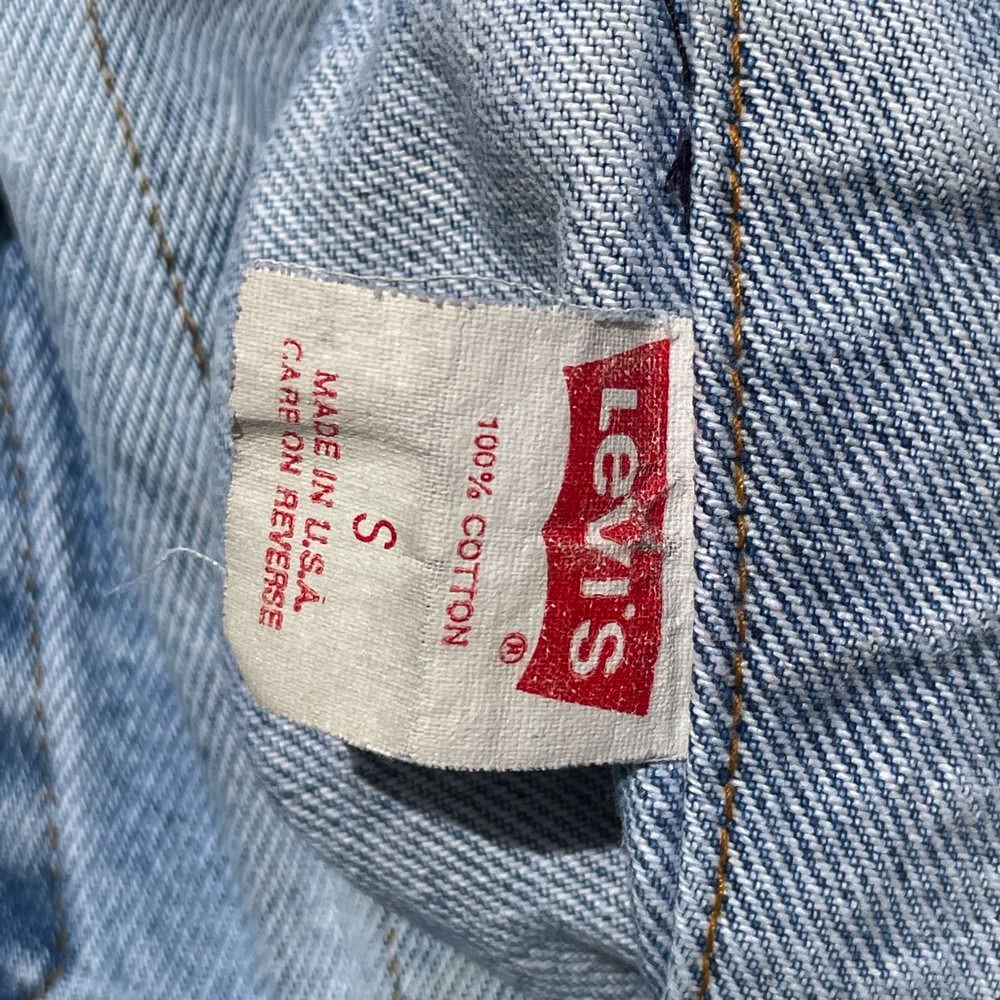 Levi's
®
100% COTTON
S
MADE IN U.S.A.
CARE ON REVERSE